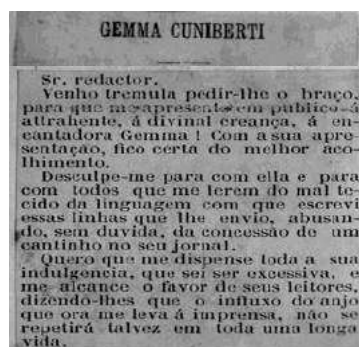 GEMMA CUNIBERTI
Sr. redactor.
Venho tremula pedir-lhe o braço,
para que me apresente em publico á
attrahente, á divinal creança, á en-
cantadora Gemma ! Com a sua apre-
sentação, fico certa do melhor aco-
lhimento.
Desculpe-me para com ella e para
com todos que me lerem do mal te-
cido da linguagem com que escrevi
essas linhas que lhe envio, abusan-
do, sem duvida, da concessão de um
cantinho no seu jornal.
Quero que me dispense toda a sua
indulgencia, que sei ser excessiva, e
me alcance o favor de seus leitores,
dizendo-lhes que o influxo do anjo
que ora me leva á imprensa, não se
repetirá talvez em toda uma longa
vida.